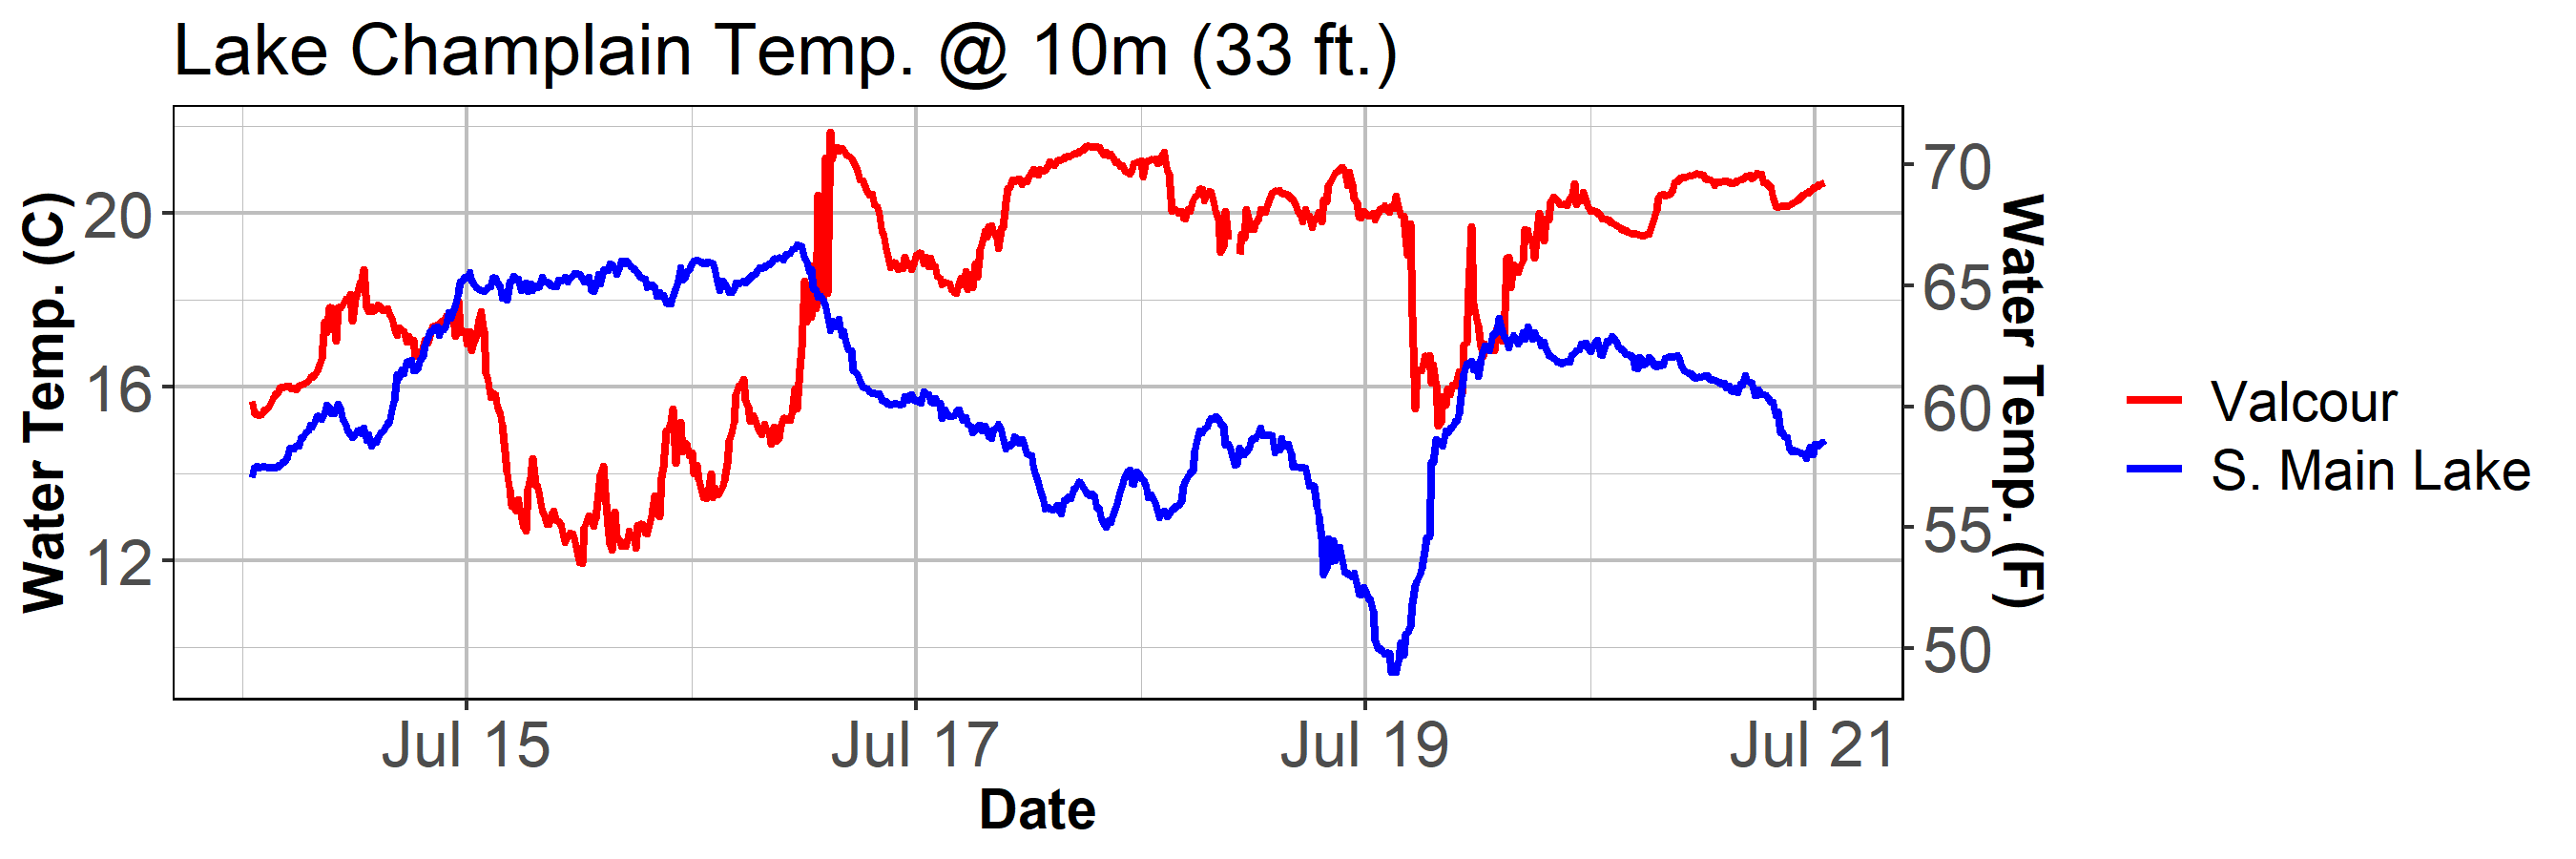 Lake Champlain Temp. @ 10m (33 ft.)
Water Temp. (C)
20
16
12
70
65
60
55
50
Water Temp. (F)
Jul 15
Jul 17
Jul 19
Jul 21
Date
Valcour
S. Main Lake